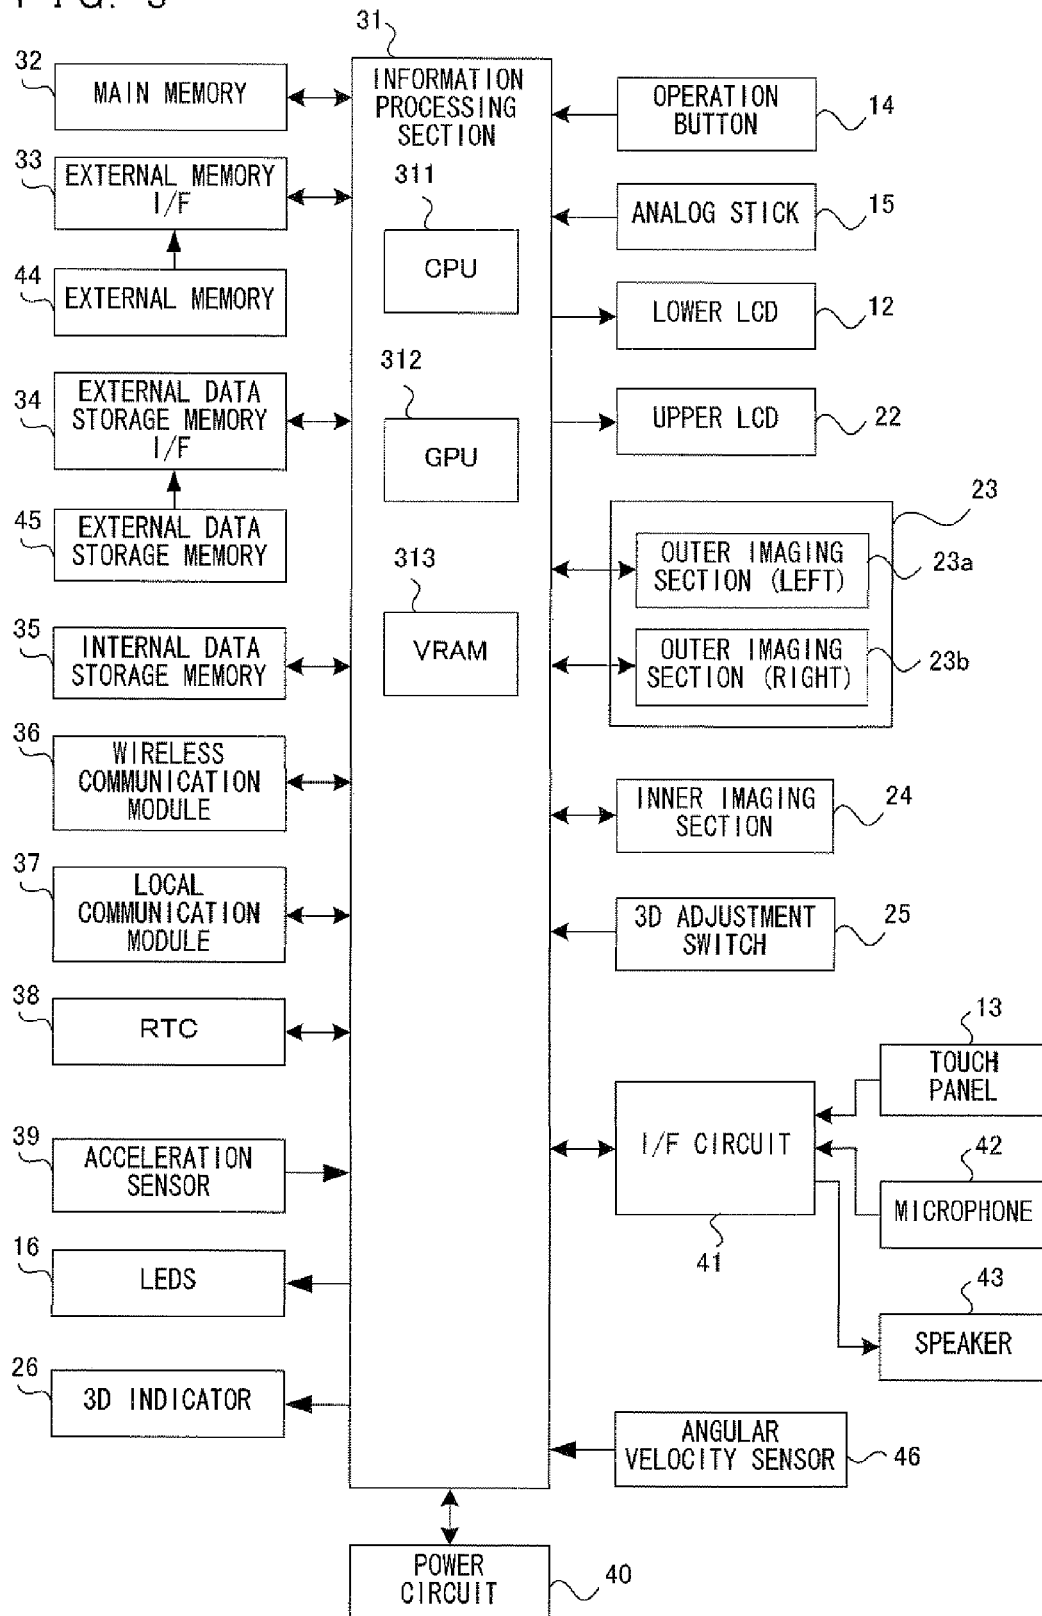 31
INFORMATION
PROCESSING
SECTION
311
CPU
312
GPU
313
VRAM
32
MAIN MEMORY
33
EXTERNAL MEMORY
I/F
44
EXTERNAL MEMORY
34
EXTERNAL DATA
STORAGE MEMORY
I/F
45
EXTERNAL DATA
STORAGE MEMORY
35
INTERNAL DATA
STORAGE MEMORY
36
WIRELESS
COMMUNICATION
MODULE
37
LOCAL
COMMUNICATION
MODULE
38
RTC
39
ACCELERATION
SENSOR
16
LEDS
26
3D INDICATOR
OPERATION
BUTTON
14
ANALOG STICK
15
LOWER LCD
12
UPPER LCD
22
23
OUTER IMAGING
SECTION (LEFT)
23a
OUTER IMAGING
SECTION (RIGHT)
23b
INNER IMAGING
SECTION
24
3D ADJUSTMENT
SWITCH
25
13
TOUCH
PANEL
I/F CIRCUIT
41
42
MICROPHONE
43
SPEAKER
ANGULAR
VELOCITY SENSOR
46
POWER
CIRCUIT
40